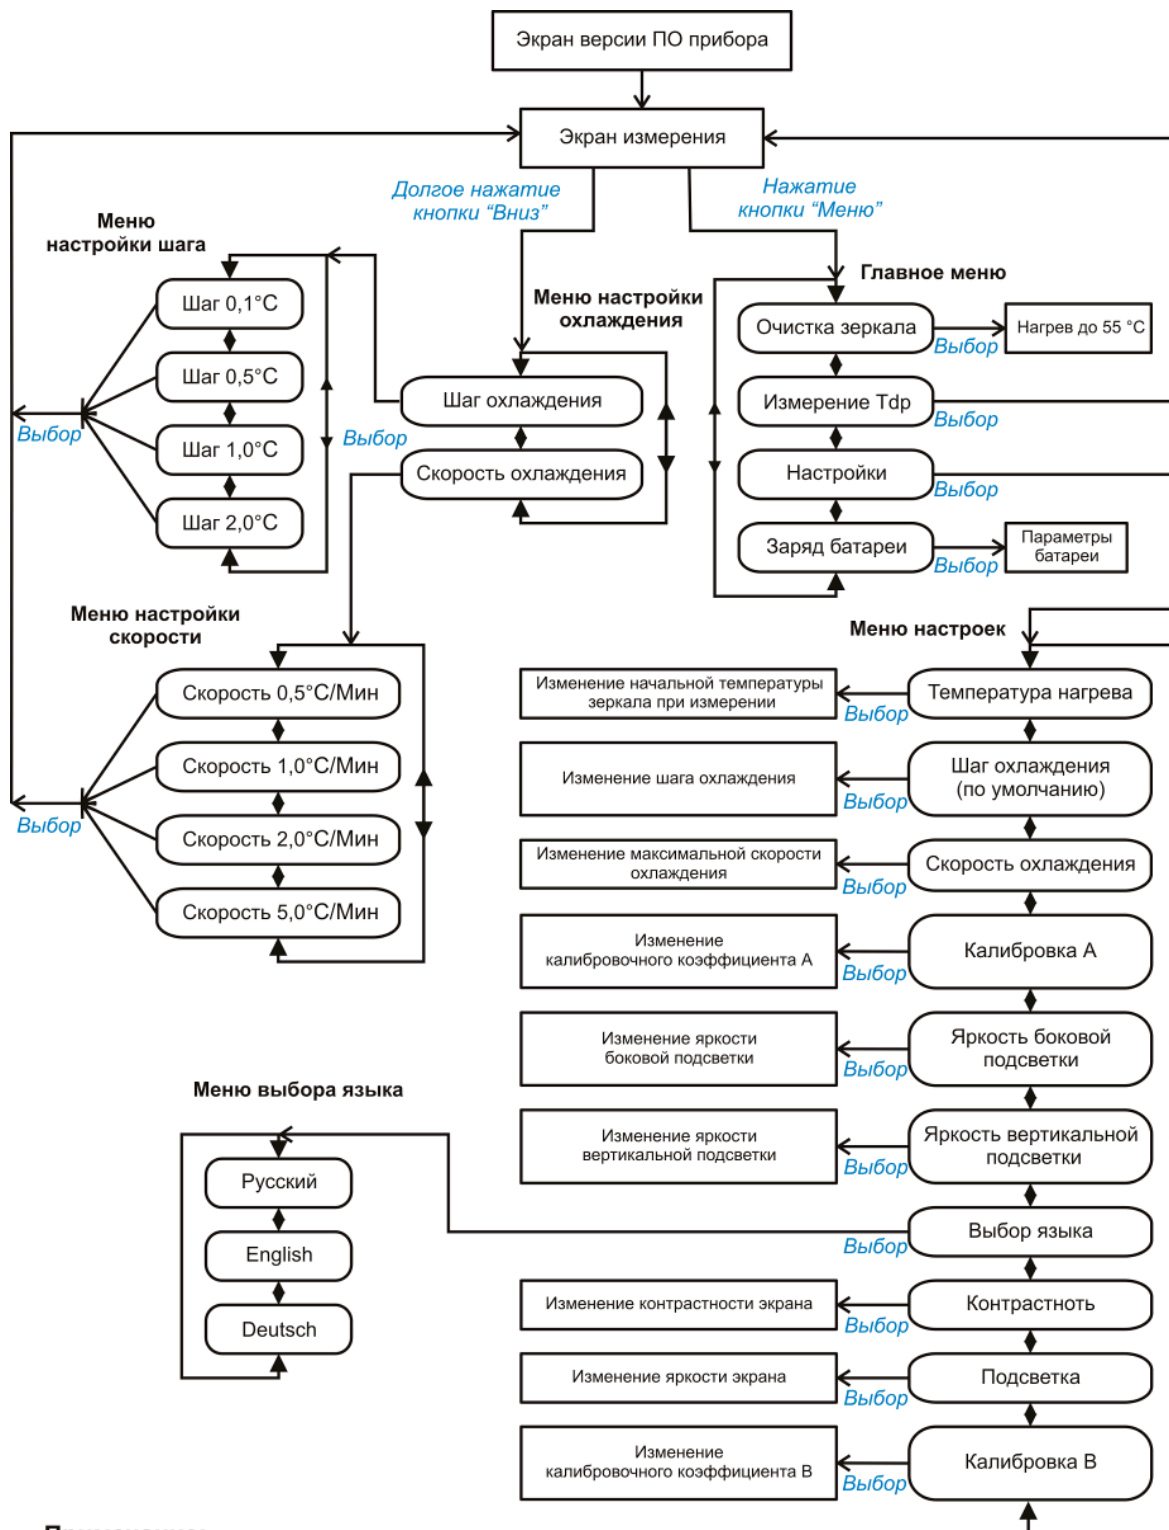 Экран версии ПО прибора
Экран измерения
Долгое нажатие
кнопки “Вниз”
Нажатие
кнопки “Меню”
Меню
настройки шага
Шаг 0,1°C
Шаг 0,5°C
Шаг 1,0°C
Шаг 2,0°C
Выбор
Меню настройки
охлаждения
Шаг охлаждения
Скорость охлаждения
Выбор
Главное меню
Очистка зеркала
Выбор
Нагрев до 55 °C
Измерение Tdp
Выбор
Настройки
Выбор
Заряд батареи
Выбор
Параметры
батареи
Меню настройки
скорости
Скорость 0,5°C/Мин
Скорость 1,0°C/Мин
Скорость 2,0°C/Мин
Скорость 5,0°C/Мин
Выбор
Меню настроек
Температура нагрева
Выбор
Изменение начальной температуры
зеркала при измерении
Шаг охлаждения
(по умолчанию)
Выбор
Изменение шага охлаждения
Скорость охлаждения
Выбор
Изменение максимальной скорости
охлаждения
Калибровка А
Выбор
Изменение
калибровочного коэффициента А
Яркость боковой
подсветки
Выбор
Изменение яркости
боковой подсветки
Яркость вертикальной
подсветки
Выбор
Изменение яркости
вертикальной подсветки
Выбор языка
Выбор
Меню выбора языка
Русский
English
Deutsch
Контрастноть
Выбор
Изменение контрастности экрана
Подсветка
Выбор
Изменение яркости экрана
Калибровка В
Выбор
Изменение
калибровочного коэффициента В